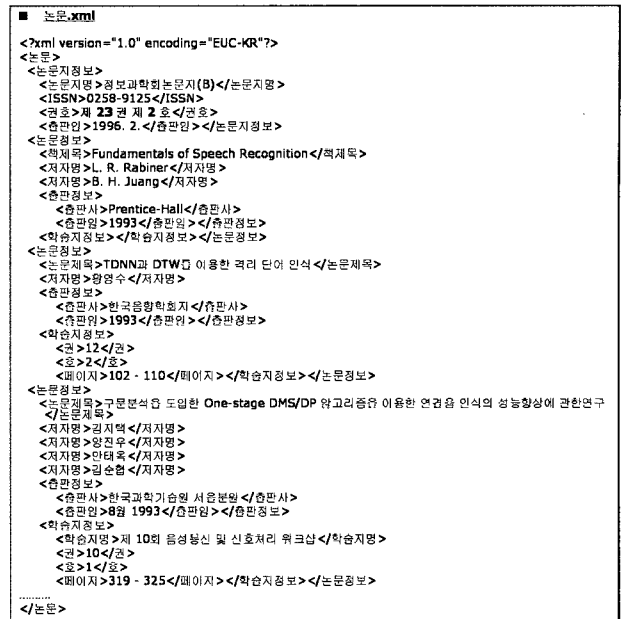 ■ 논문.xml
<?xml version="1.0" encoding="EUC-KR"?>
<논문>
<논문지정보>
<논문지명>정보과학회논문지(B)</논문지명>
<ISSN>0258-9125</ISSN>
<권호>제 23 권 제 2 호</권호>
<출판일>1996. 2.</출판일></논문지정보>
<논문정보>
<책제목>Fundamentals of Speech Recognition</책제목>
<저자명>L. R. Rabiner</저자명>
<저자명>B. H. Juang</저자명>
<출판정보>
<출판사>Prentice-Hall</출판사>
<출판일>1993</출판일></출판정보>
<학술지정보></학술지정보></논문정보>
<논문정보>
<논문제목>TDNN과 DTW를 이용한 격리 단어 인식</논문제목>
<저자명>황영수</저자명>
<출판정보>
<출판사>한국음향학회지</출판사>
<출판일>1993</출판일></출판정보>
<학술지정보>
<권>12</권>
<호>2</호>
<페이지>102 - 110</페이지></학술지정보></논문정보>
<논문정보>
<논문제목>구문분석을 도입한 One-stage DMS/DP 알고리즘을 이용한 연결음 인식의 성능향상에 관한연구
</논문제목>
<저자명>김지택</저자명>
<저자명>양진우</저자명>
<저자명>안태옥</저자명>
<저자명>김순협</저자명>
<출판정보>
<출판사>한국과학기술원 서울분원</출판사>
<출판일>8월 1993</출판일></출판정보>
<학술지정보>
<학술지명>제 10회 음성통신 및 신호처리 워크샵</학술지명>
<권>10</권>
<호>1</호>
<페이지>319 - 325</페이지></학술지정보></논문정보>
.........
</논문>